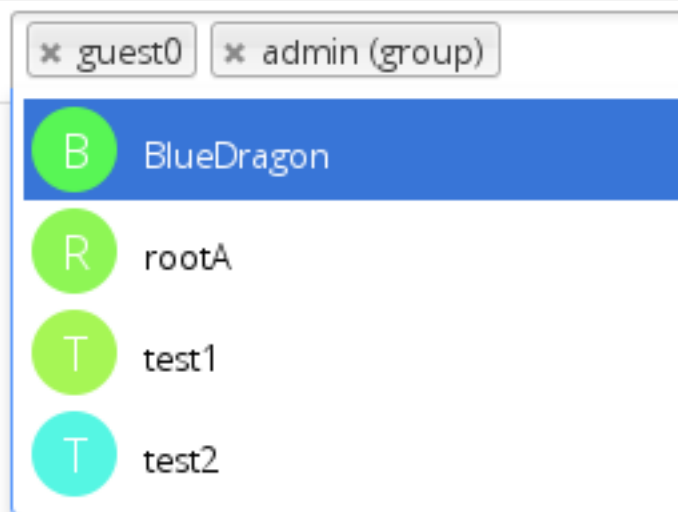 × guest0 × admin (group)
B BlueDragon
R rootA
T test1
T test2